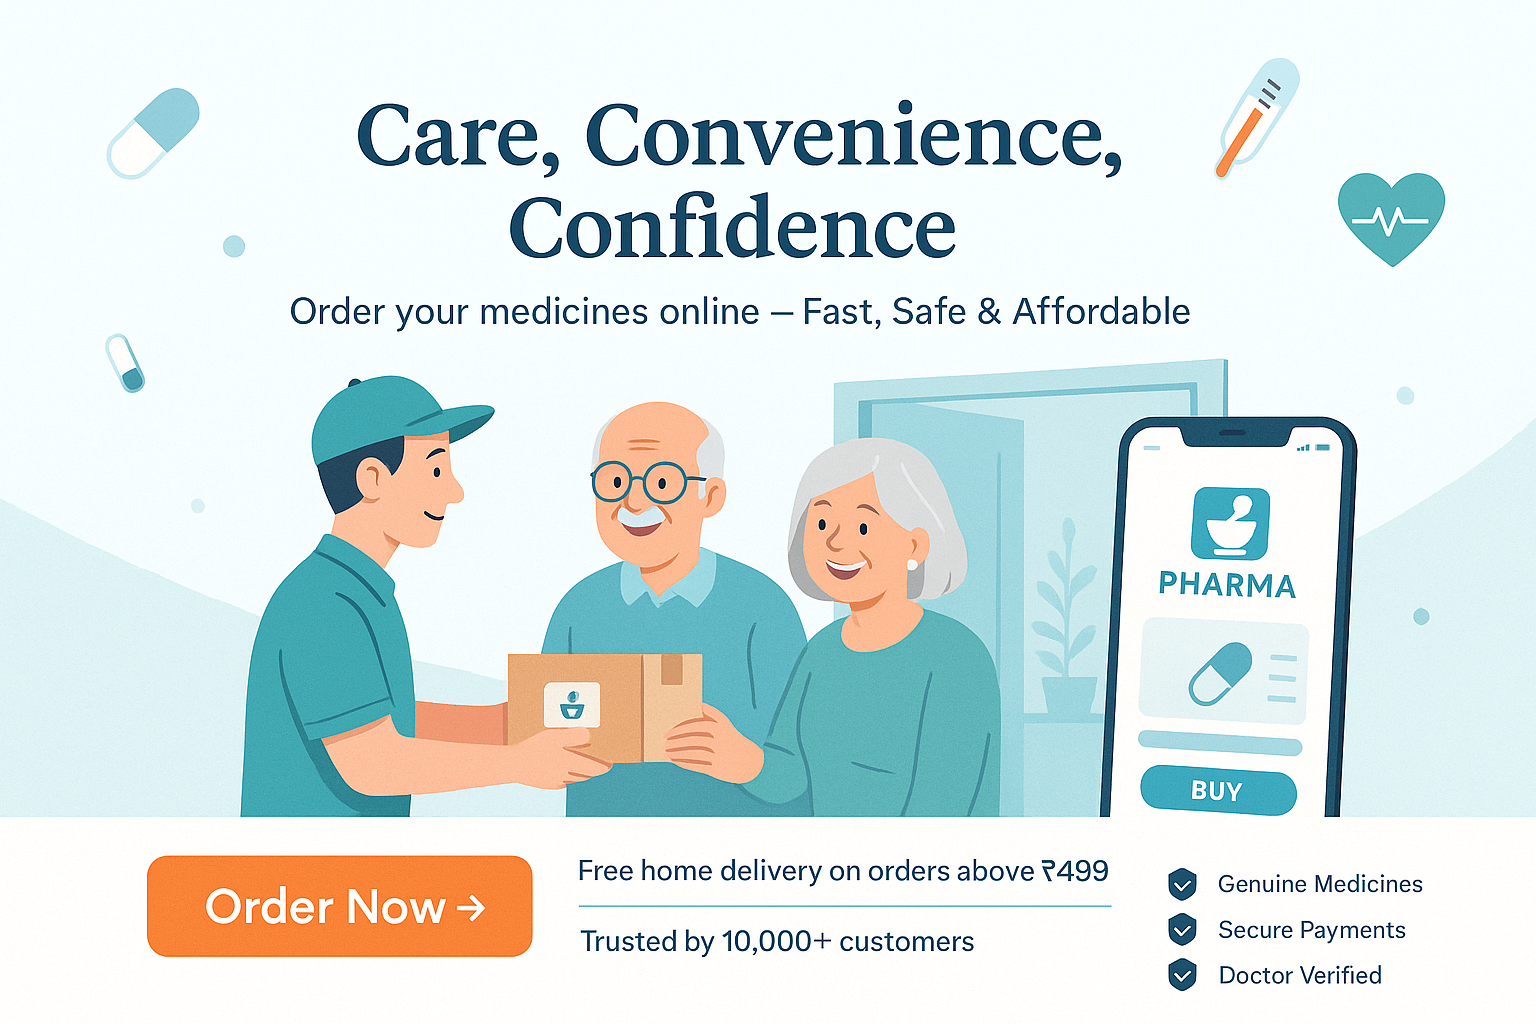 Care, Convenience,
Confidence
Order your medicines online – Fast, Safe & Affordable
PHARMA
BUY
Order Now →
Free home delivery on orders above ₹499
Trusted by 10,000+ customers
Genuine Medicines
Secure Payments
Doctor Verified